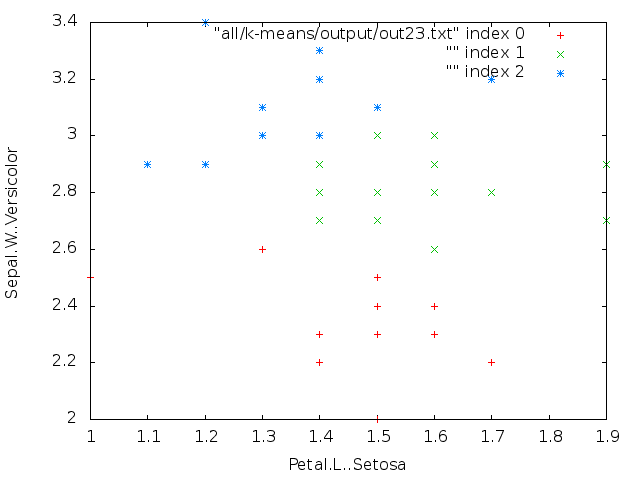 3.4
"all/k-means/output/out23.txt" index 0
"" index 1
"" index 2
3.2
3
2.8
2.6
2.4
2.2
2
1 1.1 1.2 1.3 1.4 1.5 1.6 1.7 1.8 1.9
Petal.L..Setosa
Sepal.W..Versicolor